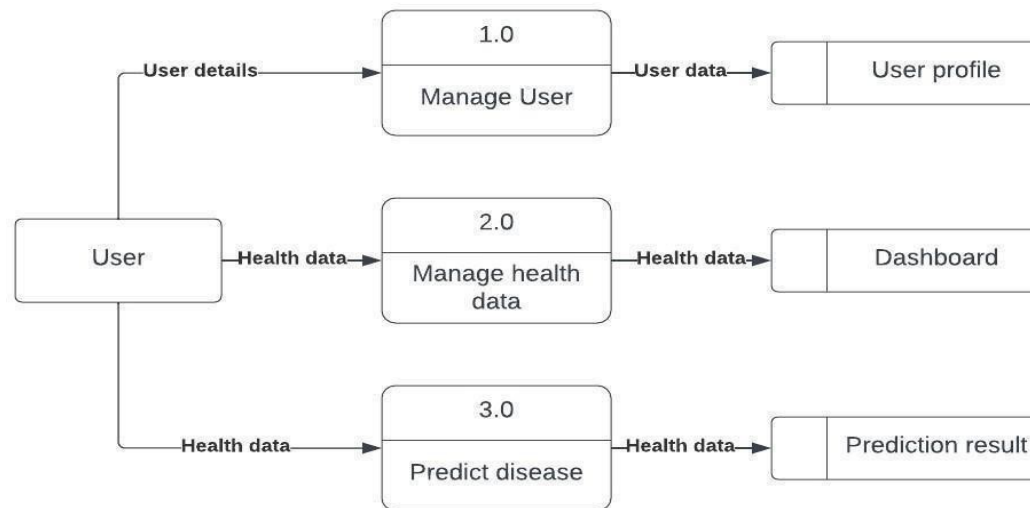 1.0
User details
Manage User
User data
User profile
User
Health data
2.0
Manage health
data
Health data
Dashboard
Health data
3.0
Predict disease
Health data
Prediction result